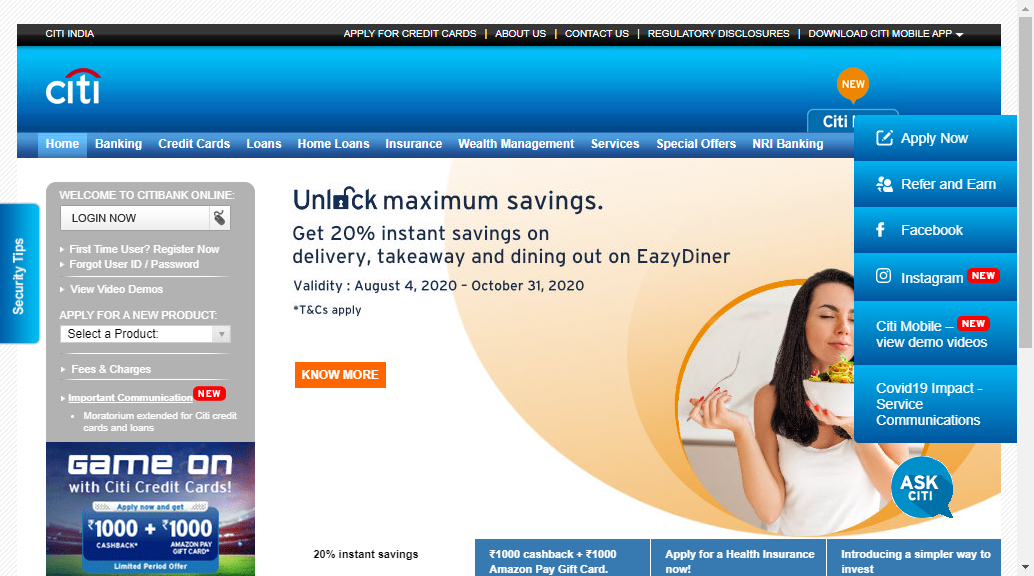 CITI INDIA
APPLY FOR CREDIT CARDS | ABOUT US | CONTACT US | REGULATORY DISCLOSURES | DOWNLOAD CITI MOBILE APP
citi
NEW
Citi
Home Banking Credit Cards Loans Home Loans Insurance Wealth Management Services Special Offers NRI Banking
Apply Now
Refer and Earn
Facebook
Instagram NEW
Citi Mobile – NEW
view demo videos
Covid19 Impact -
Service
Communications
Security Tips
WELCOME TO CITIBANK ONLINE:
LOGIN NOW
First Time User? Register Now
Forgot User ID / Password
View Video Demos
APPLY FOR A NEW PRODUCT:
Select a Product:
Fees & Charges
Important Communication NEW
Moratorium extended for Citi credit
cards and loans
GAME ON
with Citi Credit Cards!
Apply now and get
₹1000 + ₹1000
CASHBACK* AMAZON PAY
GIFT CARD*
Limited Period Offer
Unlock maximum savings.
Get 20% instant savings on
delivery, takeaway and dining out on EazyDiner
Validity : August 4, 2020 – October 31, 2020
*T&Cs apply
KNOW MORE
ASK
CITI
20% instant savings
₹1000 cashback + ₹1000
Amazon Pay Gift Card.
Apply for a Health Insurance
now!
Introducing a simpler way to
invest